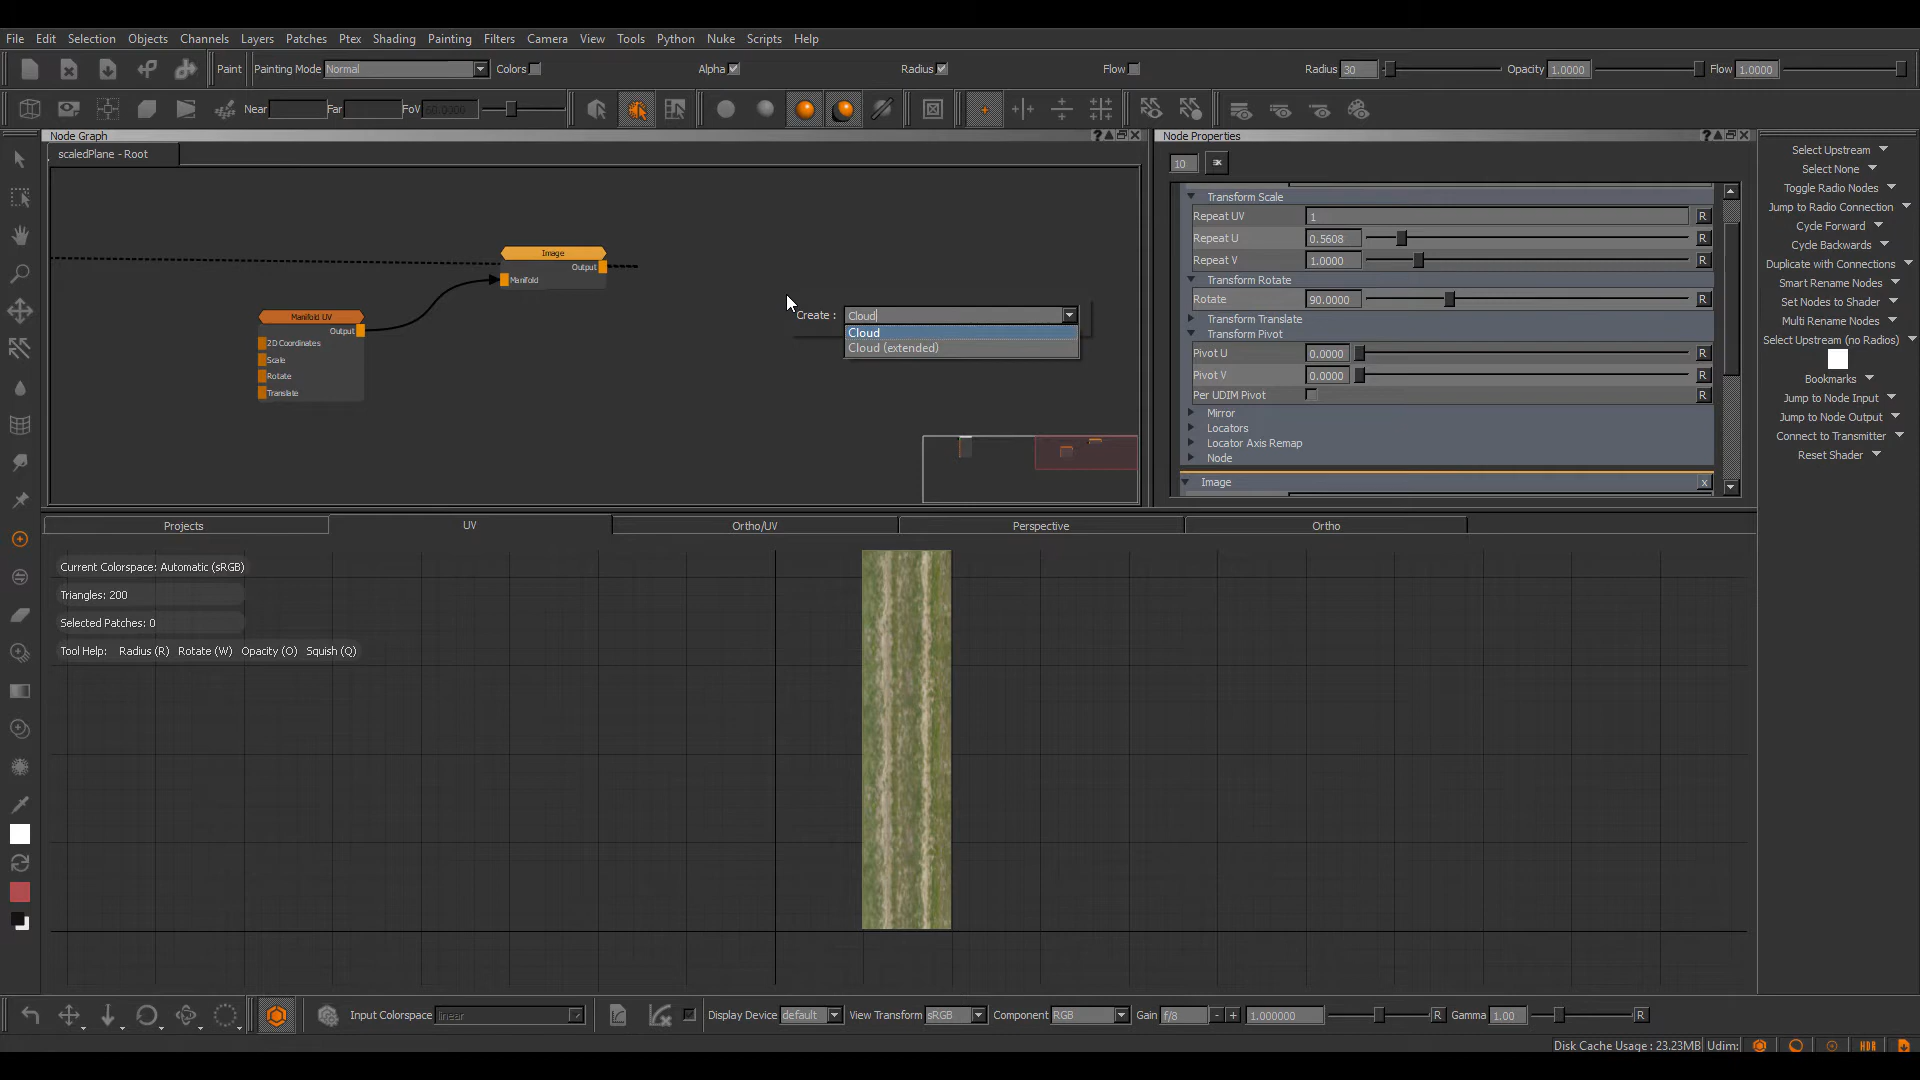 File Edit Selection Objects Channels Layers Patches Ptex Shading Painting Filters Camera View Tools Python Nuke Scripts Help
Paint Painting Mode Normal Colors Alpha Radius Flow Radius 30 Opacity 1.0000 Flow 1.0000
Near Far FoV 60.0000
Node Graph
scaledPlane - Root
Image
Output
Manifold
Manifold UV
Output
2D Coordinates
Scale
Rotate
Translate
Create : Cloud
Cloud
Cloud (extended)
Node Properties
10
Transform Scale
Repeat UV 1 R
Repeat U 0.5608 R
Repeat V 1.0000 R
Transform Rotate
Rotate 90.0000 R
Transform Translate
Transform Pivot
Pivot U 0.0000 R
Pivot V 0.0000 R
Per UDIM Pivot R
Mirror
Locators
Locator Axis Remap
Node
Image x
Select Upstream
Select None
Toggle Radio Nodes
Jump to Radio Connection
Cycle Forward
Cycle Backwards
Duplicate with Connections
Smart Rename Nodes
Set Nodes to Shader
Multi Rename Nodes
Select Upstream (no Radios)
Bookmarks
Jump to Node Input
Jump to Node Output
Connect to Transmitter
Reset Shader
Projects UV Ortho/UV Perspective Ortho
Current Colorspace: Automatic (sRGB)
Triangles: 200
Selected Patches: 0
Tool Help: Radius (R) Rotate (W) Opacity (O) Squish (Q)
Input Colorspace linear Display Device default View Transform sRGB Component RGB Gain f/8 - + 1.000000 R Gamma 1.00 R
Disk Cache Usage : 23.23MB Udim: HDR